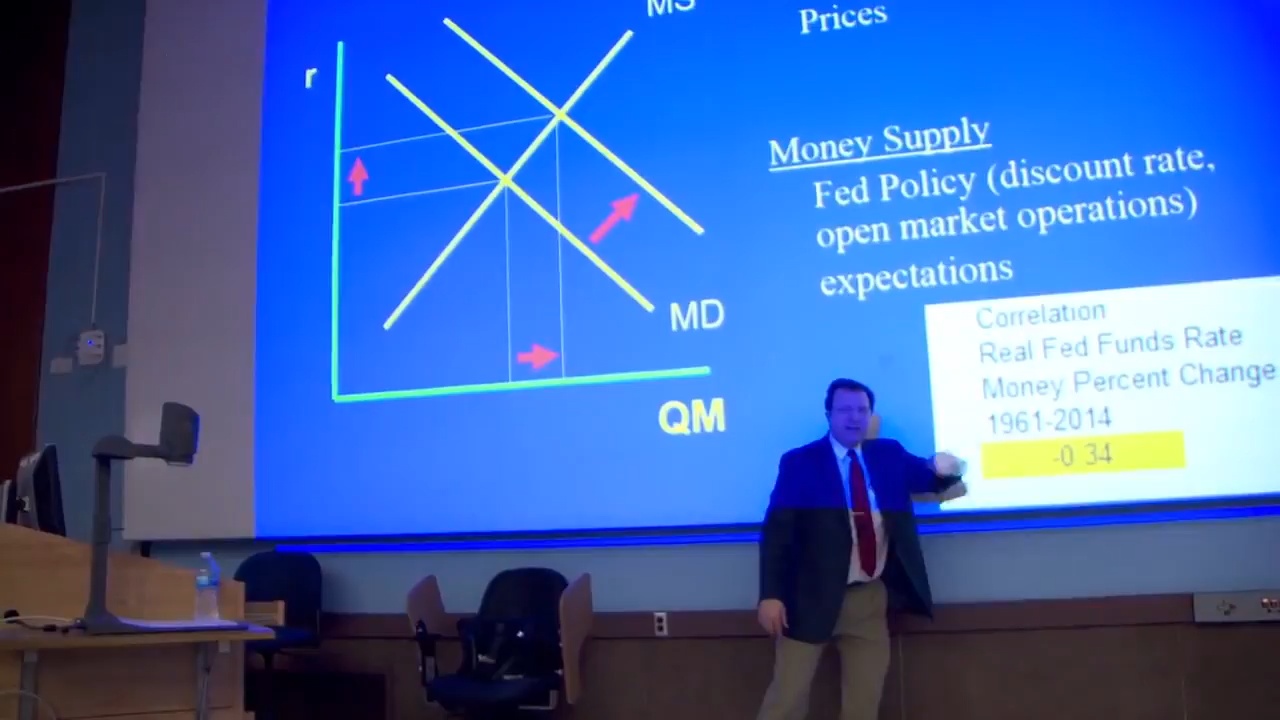 MS
Prices
r
Money Supply
Fed Policy (discount rate,
open market operations)
expectations
MD
QM
Correlation
Real Fed Funds Rate
Money Percent Change
1961-2014
-0 34